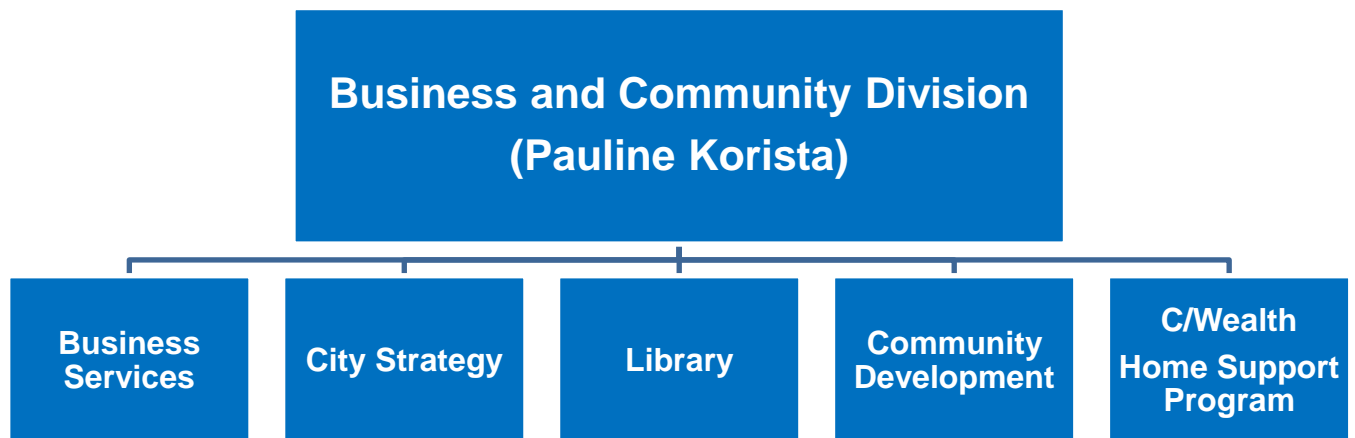 Business and Community Division
(Pauline Korista)
Business
Services
City Strategy
Library
Community
Development
C/Wealth
Home Support
Program